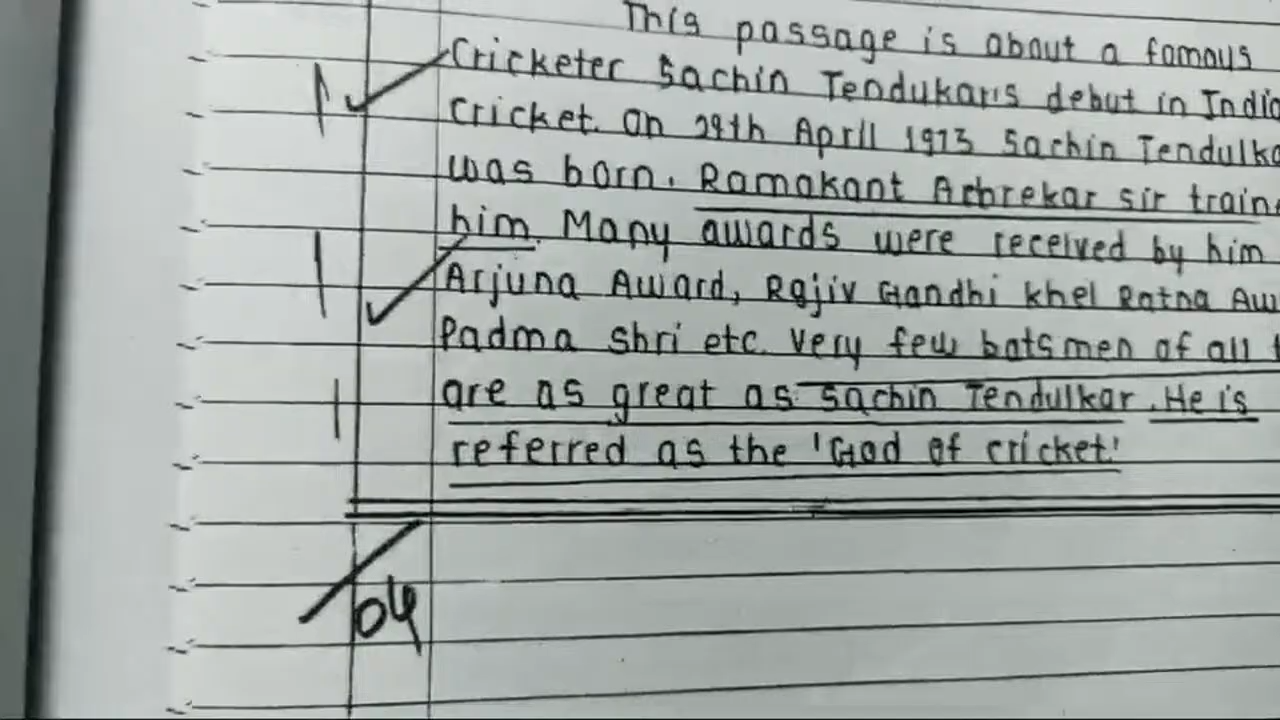 This passage is about a famous
Cricketer Sachin Tendukar's debut in India
cricket. On 24th April 1973 Sachin Tendulka
was born. Ramakant Achrekar sir traine
him. Many awards were received by him
Arjuna Award, Rajiv Gandhi khel Ratna Aw
Padma shri etc. Very few batsmen of all t
are as great as sachin Tendulkar. He is
referred as the 'God of cricket.'
04